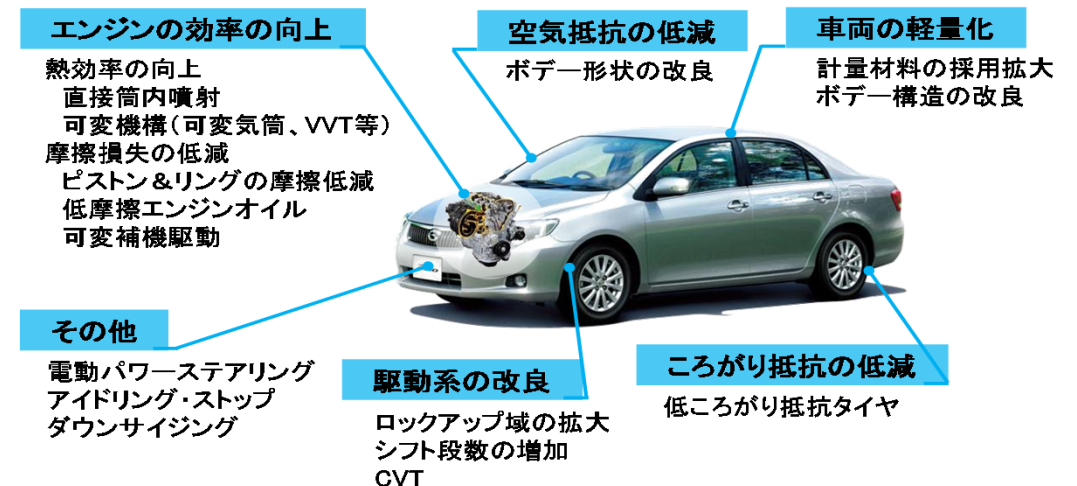 エンジンの効率の向上
熱効率の向上
直接筒内噴射
可変機構(可変気筒、VVT等)
摩擦損失の低減
ピストン&リングの摩擦低減
低摩擦エンジンオイル
可変補機駆動
空気抵抗の低減
ボデー形状の改良
車両の軽量化
計量材料の採用拡大
ボデー構造の改良
その他
電動パワーステアリング
アイドリング・ストップ
ダウンサイジング
駆動系の改良
ロックアップ域の拡大
シフト段数の増加
CVT
ころがり抵抗の低減
低ころがり抵抗タイヤ